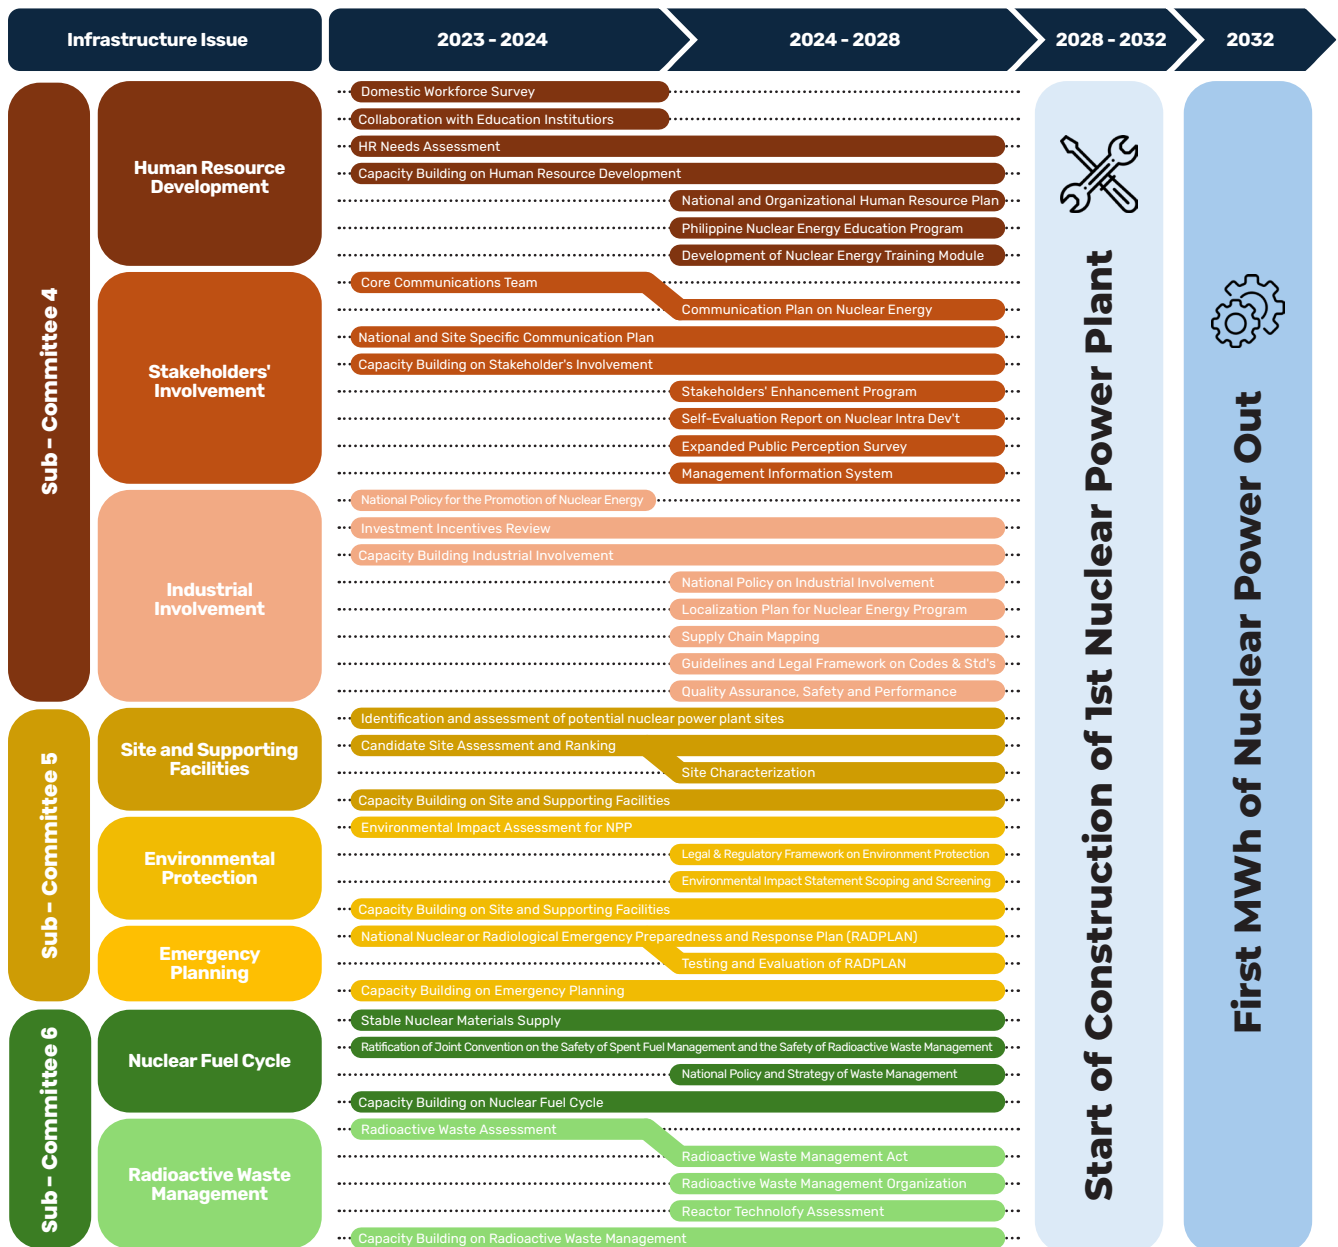 Infrastructure Issue
2023 - 2024
2024 - 2028
2028 - 2032
2032
Sub - Committee 4
Human Resource
Development
Domestic Workforce Survey
Collaboration with Education Institutiors
HR Needs Assessment
Capacity Building on Human Resource Development
National and Organizational Human Resource Plan
Philippine Nuclear Energy Education Program
Development of Nuclear Energy Training Module
Stakeholders'
Involvement
Core Communications Team
Communication Plan on Nuclear Energy
National and Site Specific Communication Plan
Capacity Building on Stakeholder's Involvement
Stakeholders' Enhancement Program
Self-Evaluation Report on Nuclear Intra Dev't
Expanded Public Perception Survey
Management Information System
Industrial
Involvement
National Policy for the Promotion of Nuclear Energy
Investment Incentives Review
Capacity Building Industrial Involvement
National Policy on Industrial Involvement
Localization Plan for Nuclear Energy Program
Supply Chain Mapping
Guidelines and Legal Framework on Codes & Std's
Quality Assurance, Safety and Performance
Sub - Committee 5
Site and Supporting
Facilities
Identification and assessment of potential nuclear power plant sites
Candidate Site Assessment and Ranking
Site Characterization
Capacity Building on Site and Supporting Facilities
Environmental
Protection
Environmental Impact Assessment for NPP
Legal & Regulatory Framework on Environment Protection
Environmental Impact Statement Scoping and Screening
Capacity Building on Site and Supporting Facilities
Emergency
Planning
National Nuclear or Radiological Emergency Preparedness and Response Plan (RADPLAN)
Testing and Evaluation of RADPLAN
Capacity Building on Emergency Planning
Sub - Committee 6
Nuclear Fuel Cycle
Stable Nuclear Materials Supply
Ratification of Joint Convention on the Safety of Spent Fuel Management and the Safety of Radioactive Waste Management
National Policy and Strategy of Waste Management
Capacity Building on Nuclear Fuel Cycle
Radioactive Waste
Management
Radioactive Waste Assessment
Radioactive Waste Management Act
Radioactive Waste Management Organization
Reactor Technolofy Assessment
Capacity Building on Radioactive Waste Management
Start of Construction of 1st Nuclear Power Plant
First MWh of Nuclear Power Out